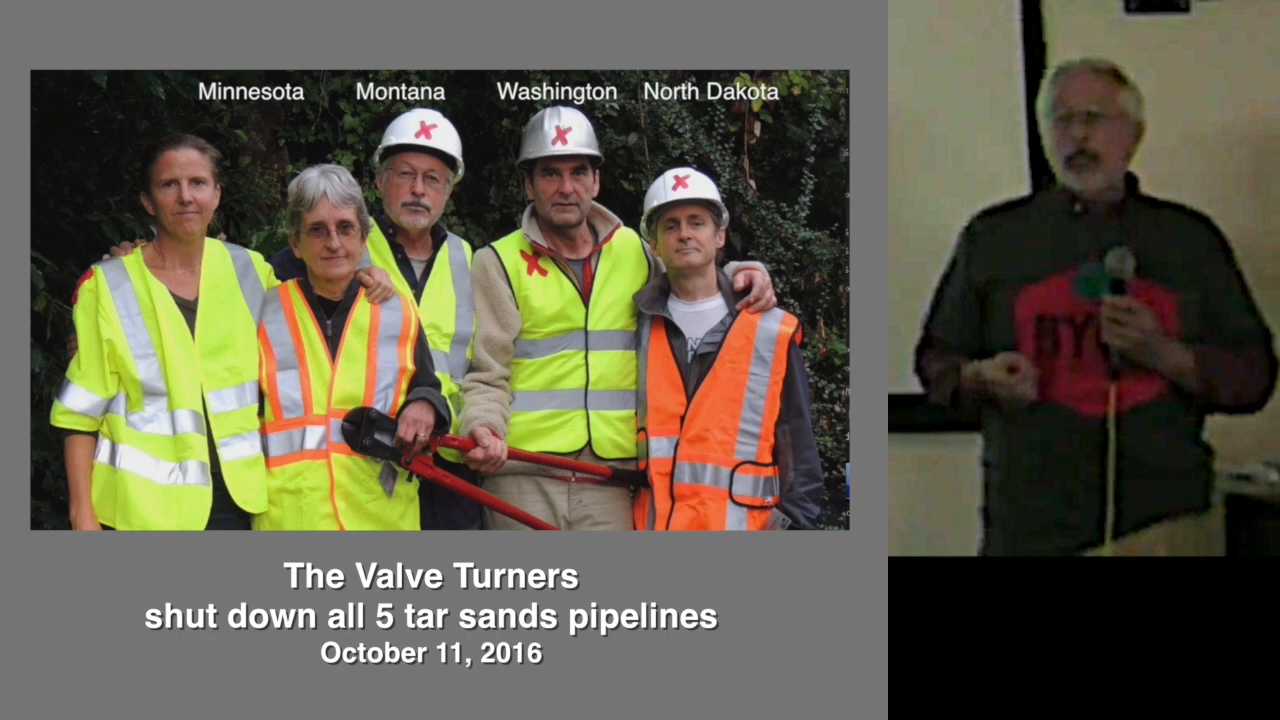 Minnesota Montana Washington North Dakota
The Valve Turners
shut down all 5 tar sands pipelines
October 11, 2016